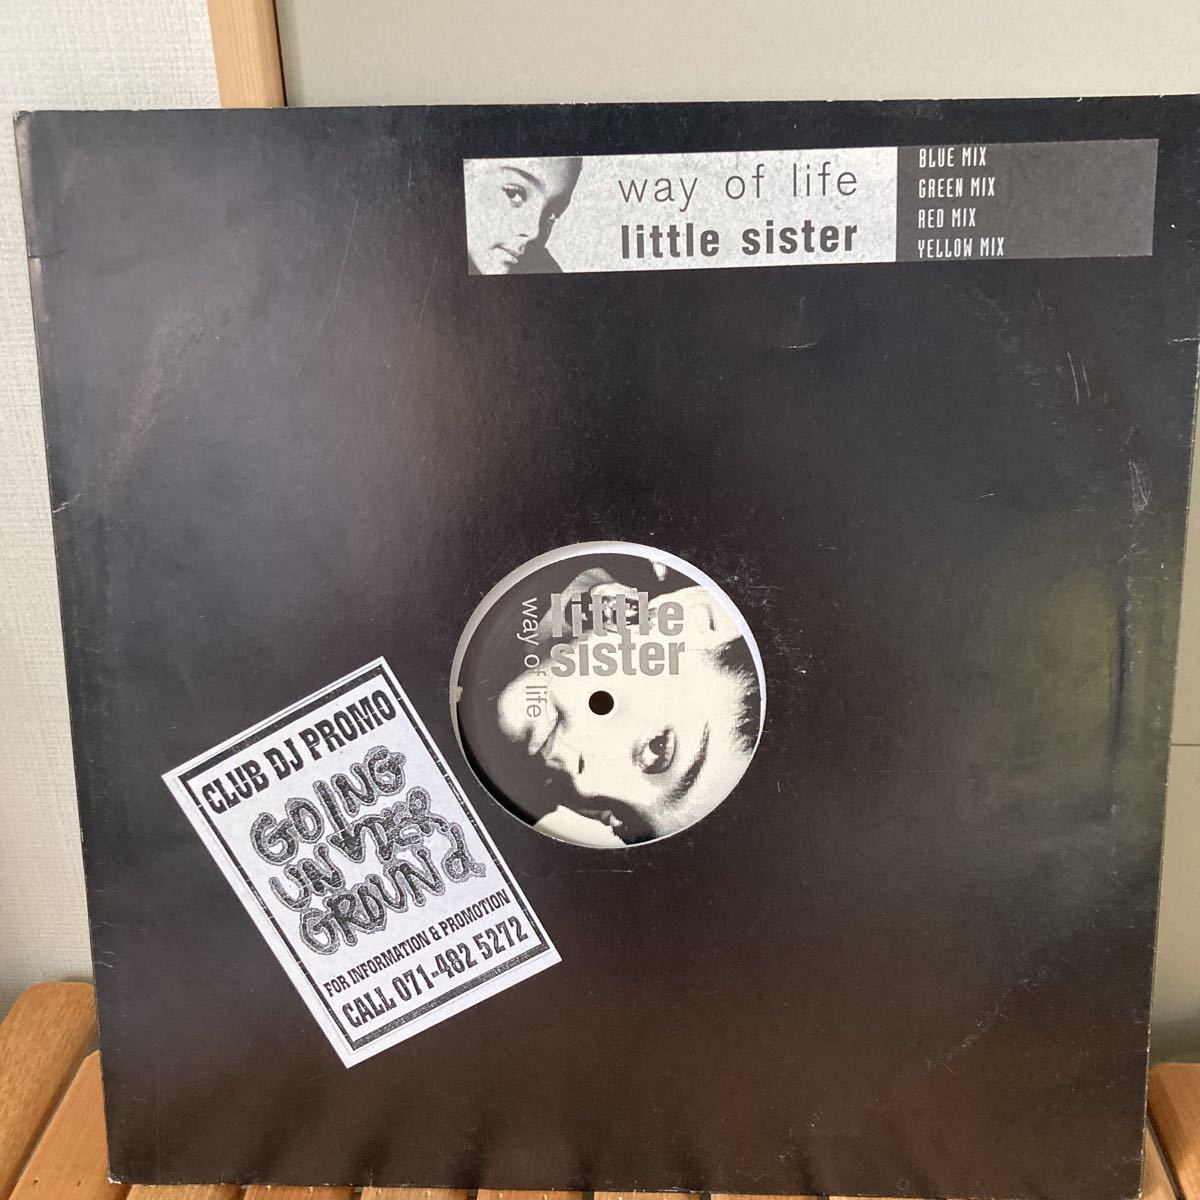 way of life
little sister
BLUE MIX
GREEN MIX
RED MIX
YELLOW MIX
little
sister
way of life
CLUB DJ PROMO
GOING
UNDER
GROUNd
FOR INFORMATION & PROMOTION
CALL 071-482 5272